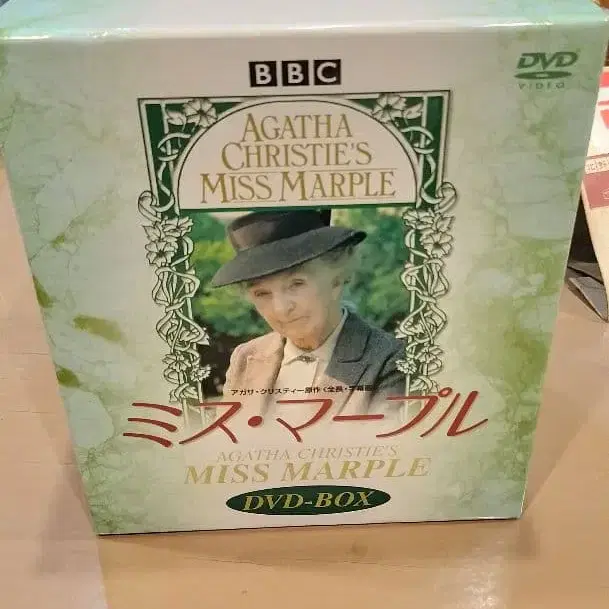 BBC
DVD
VIDEO
AGATHA
CHRISTIE'S
MISS MARPLE
アガサ・クリスティー原作〈全長・字幕版
ミス・マープル
AGATHA CHRISTIE'S
MISS MARPLE
DVD-BOX